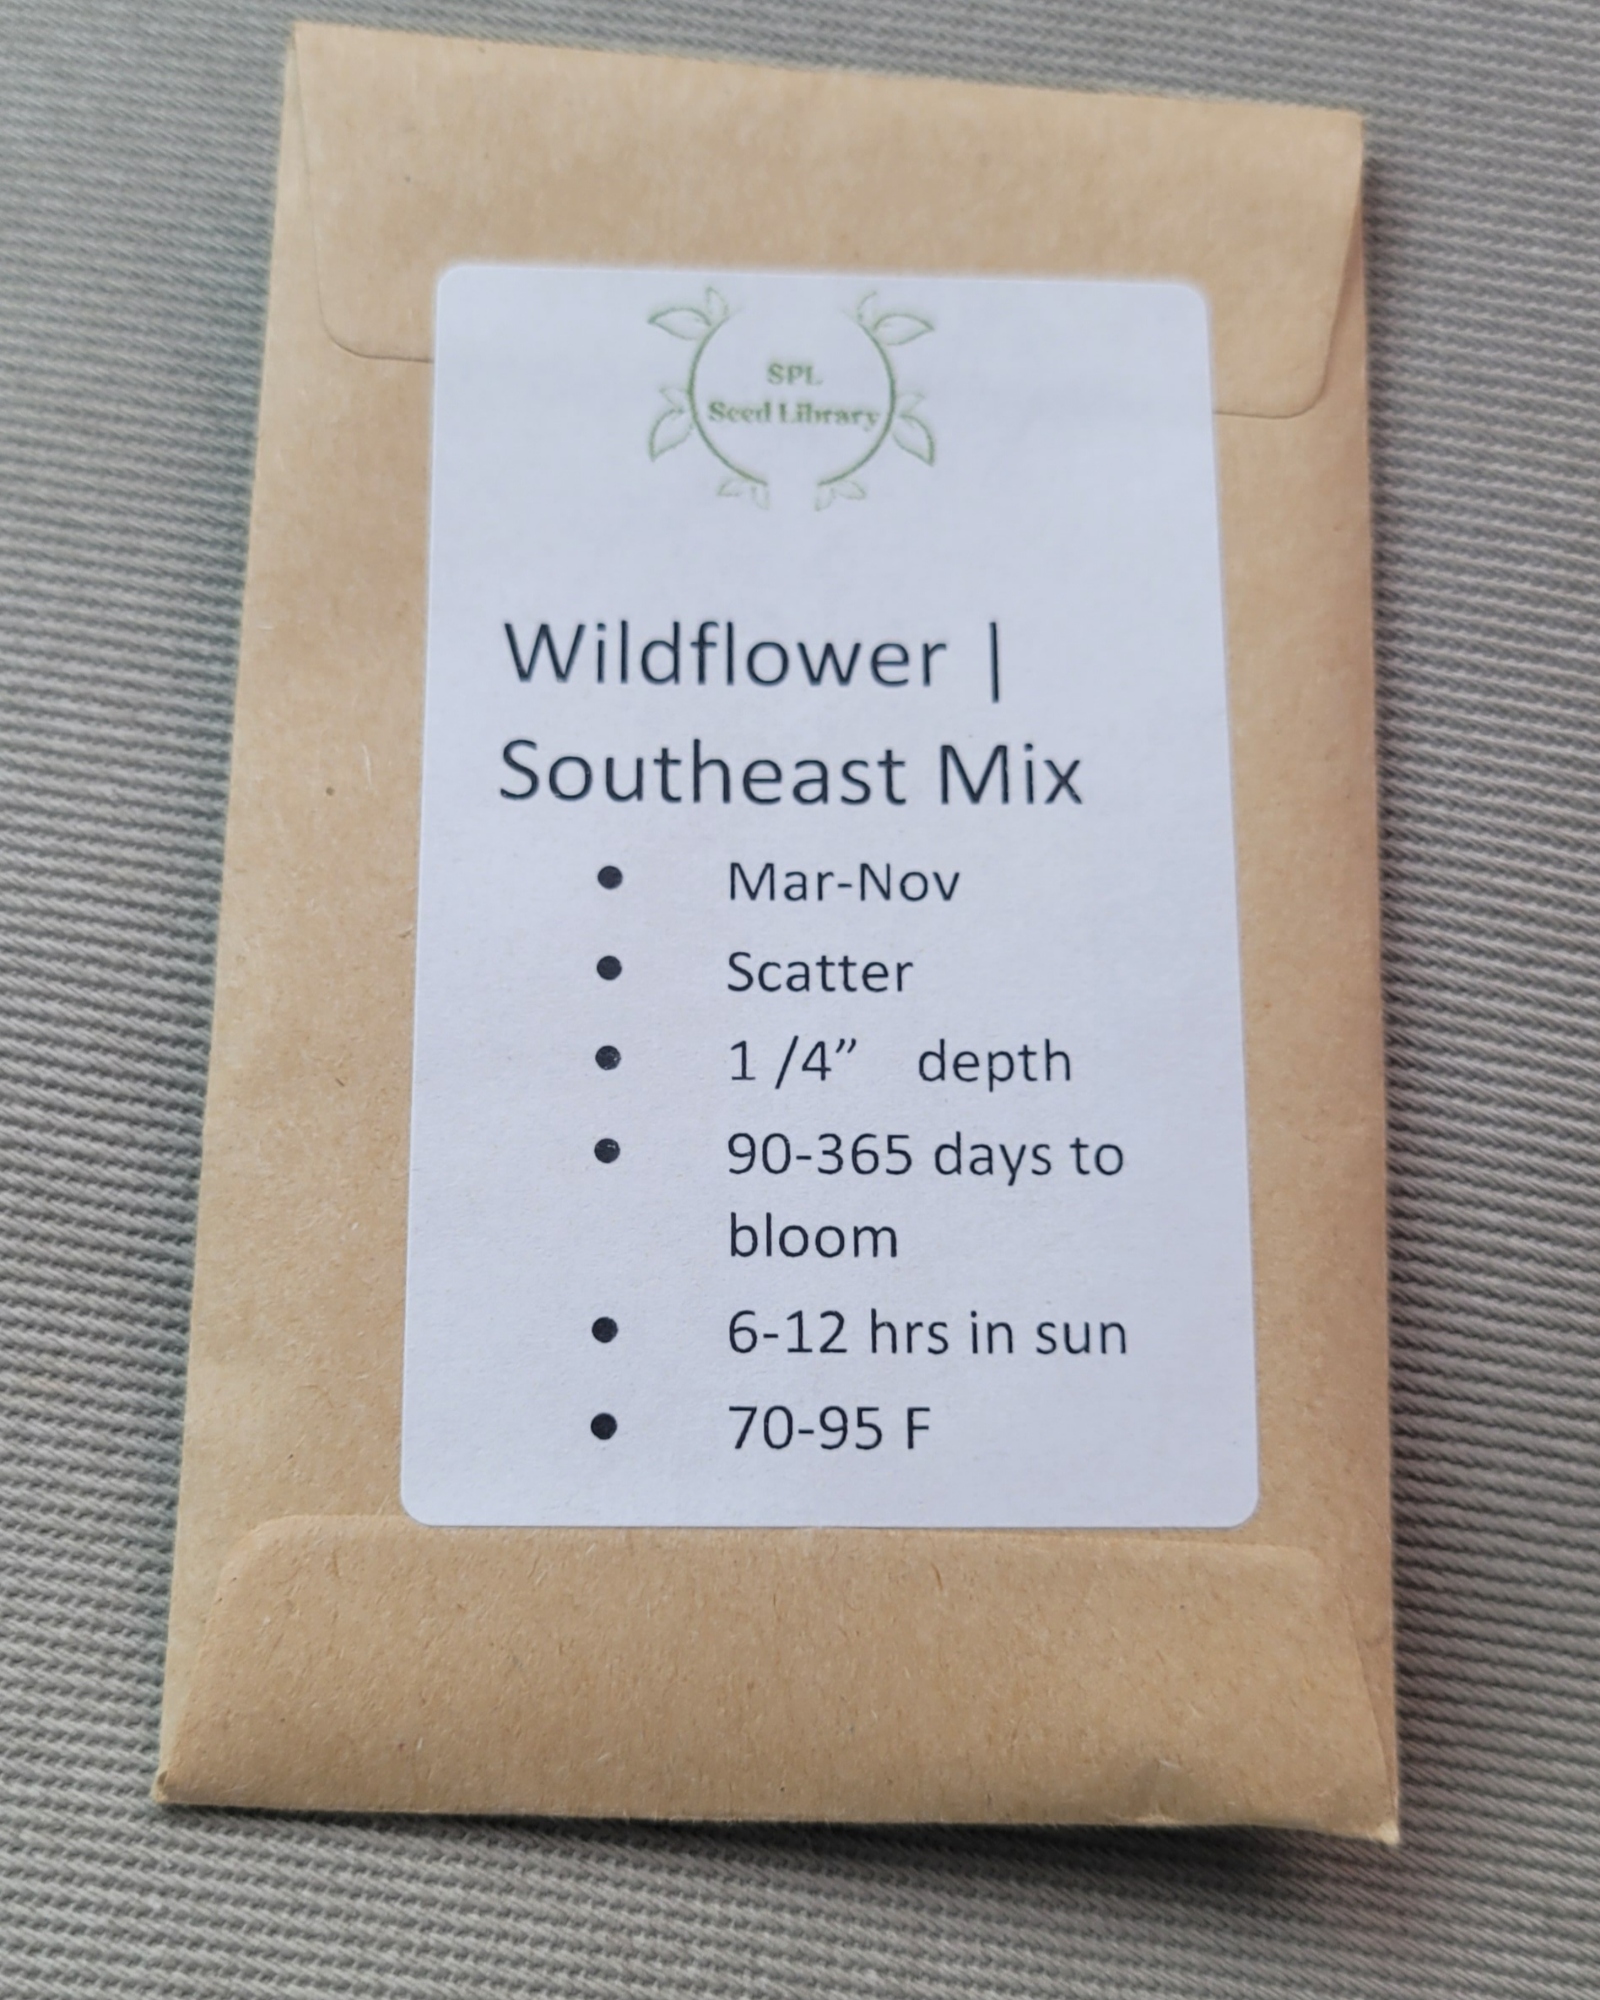 SPL
Seed Library
Wildflower |
Southeast Mix
• Mar-Nov
• Scatter
• 1 /4” depth
• 90-365 days to
bloom
• 6-12 hrs in sun
• 70-95 F